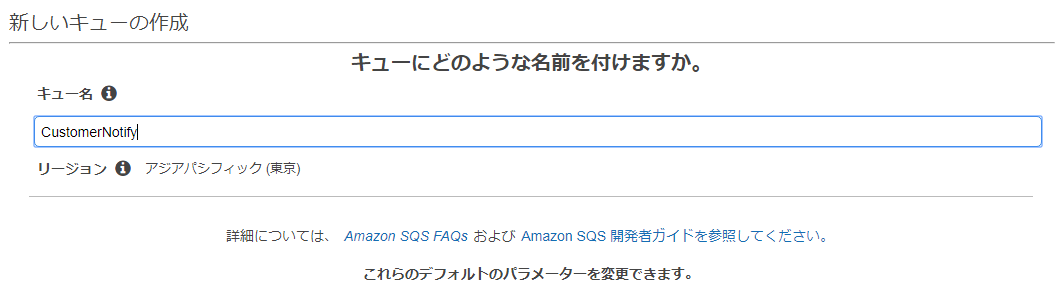 新しいキューの作成
キューにどのような名前を付けますか。
キュー名
CustomerNotify
リージョン アジアパシフィック (東京)
詳細については、 Amazon SQS FAQs および Amazon SQS 開発者ガイドを参照してください。
これらのデフォルトのパラメーターを変更できます。